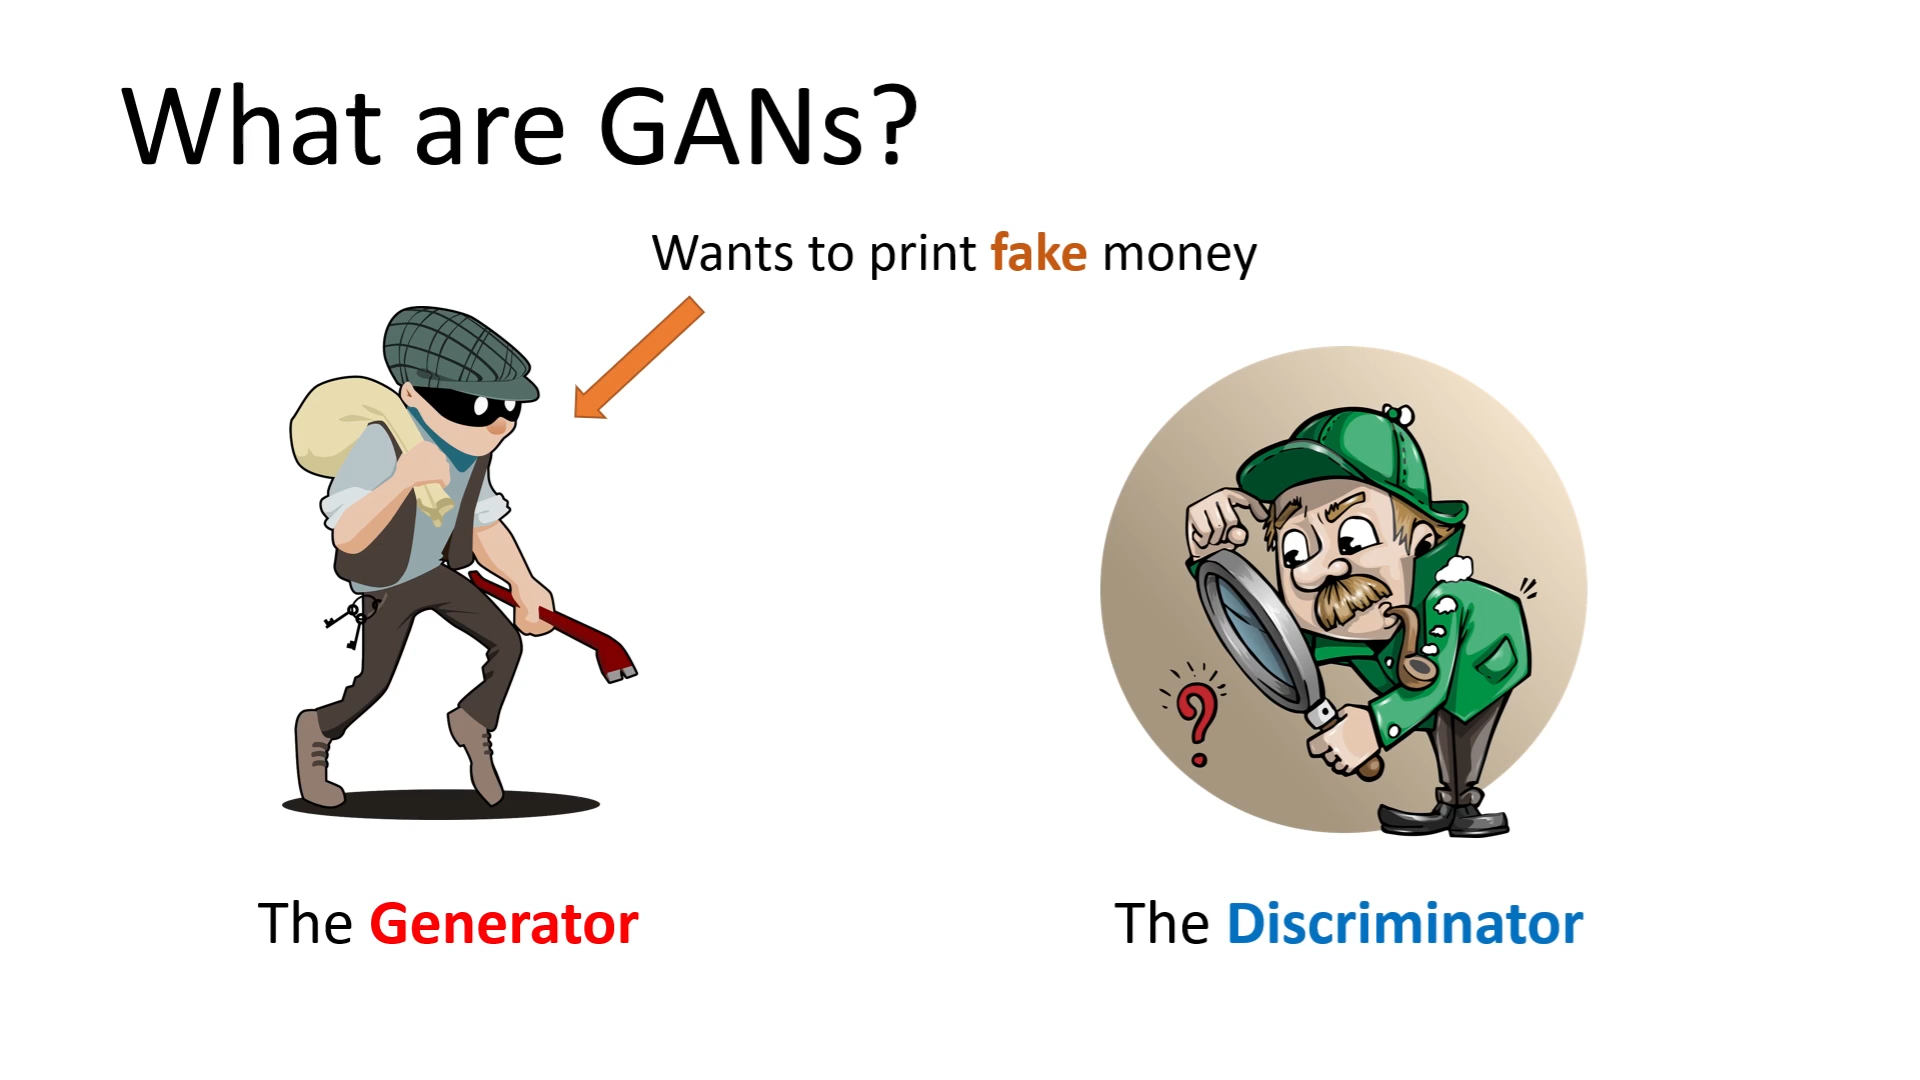 What are GANs?
Wants to print fake money
?
The Generator
The Discriminator